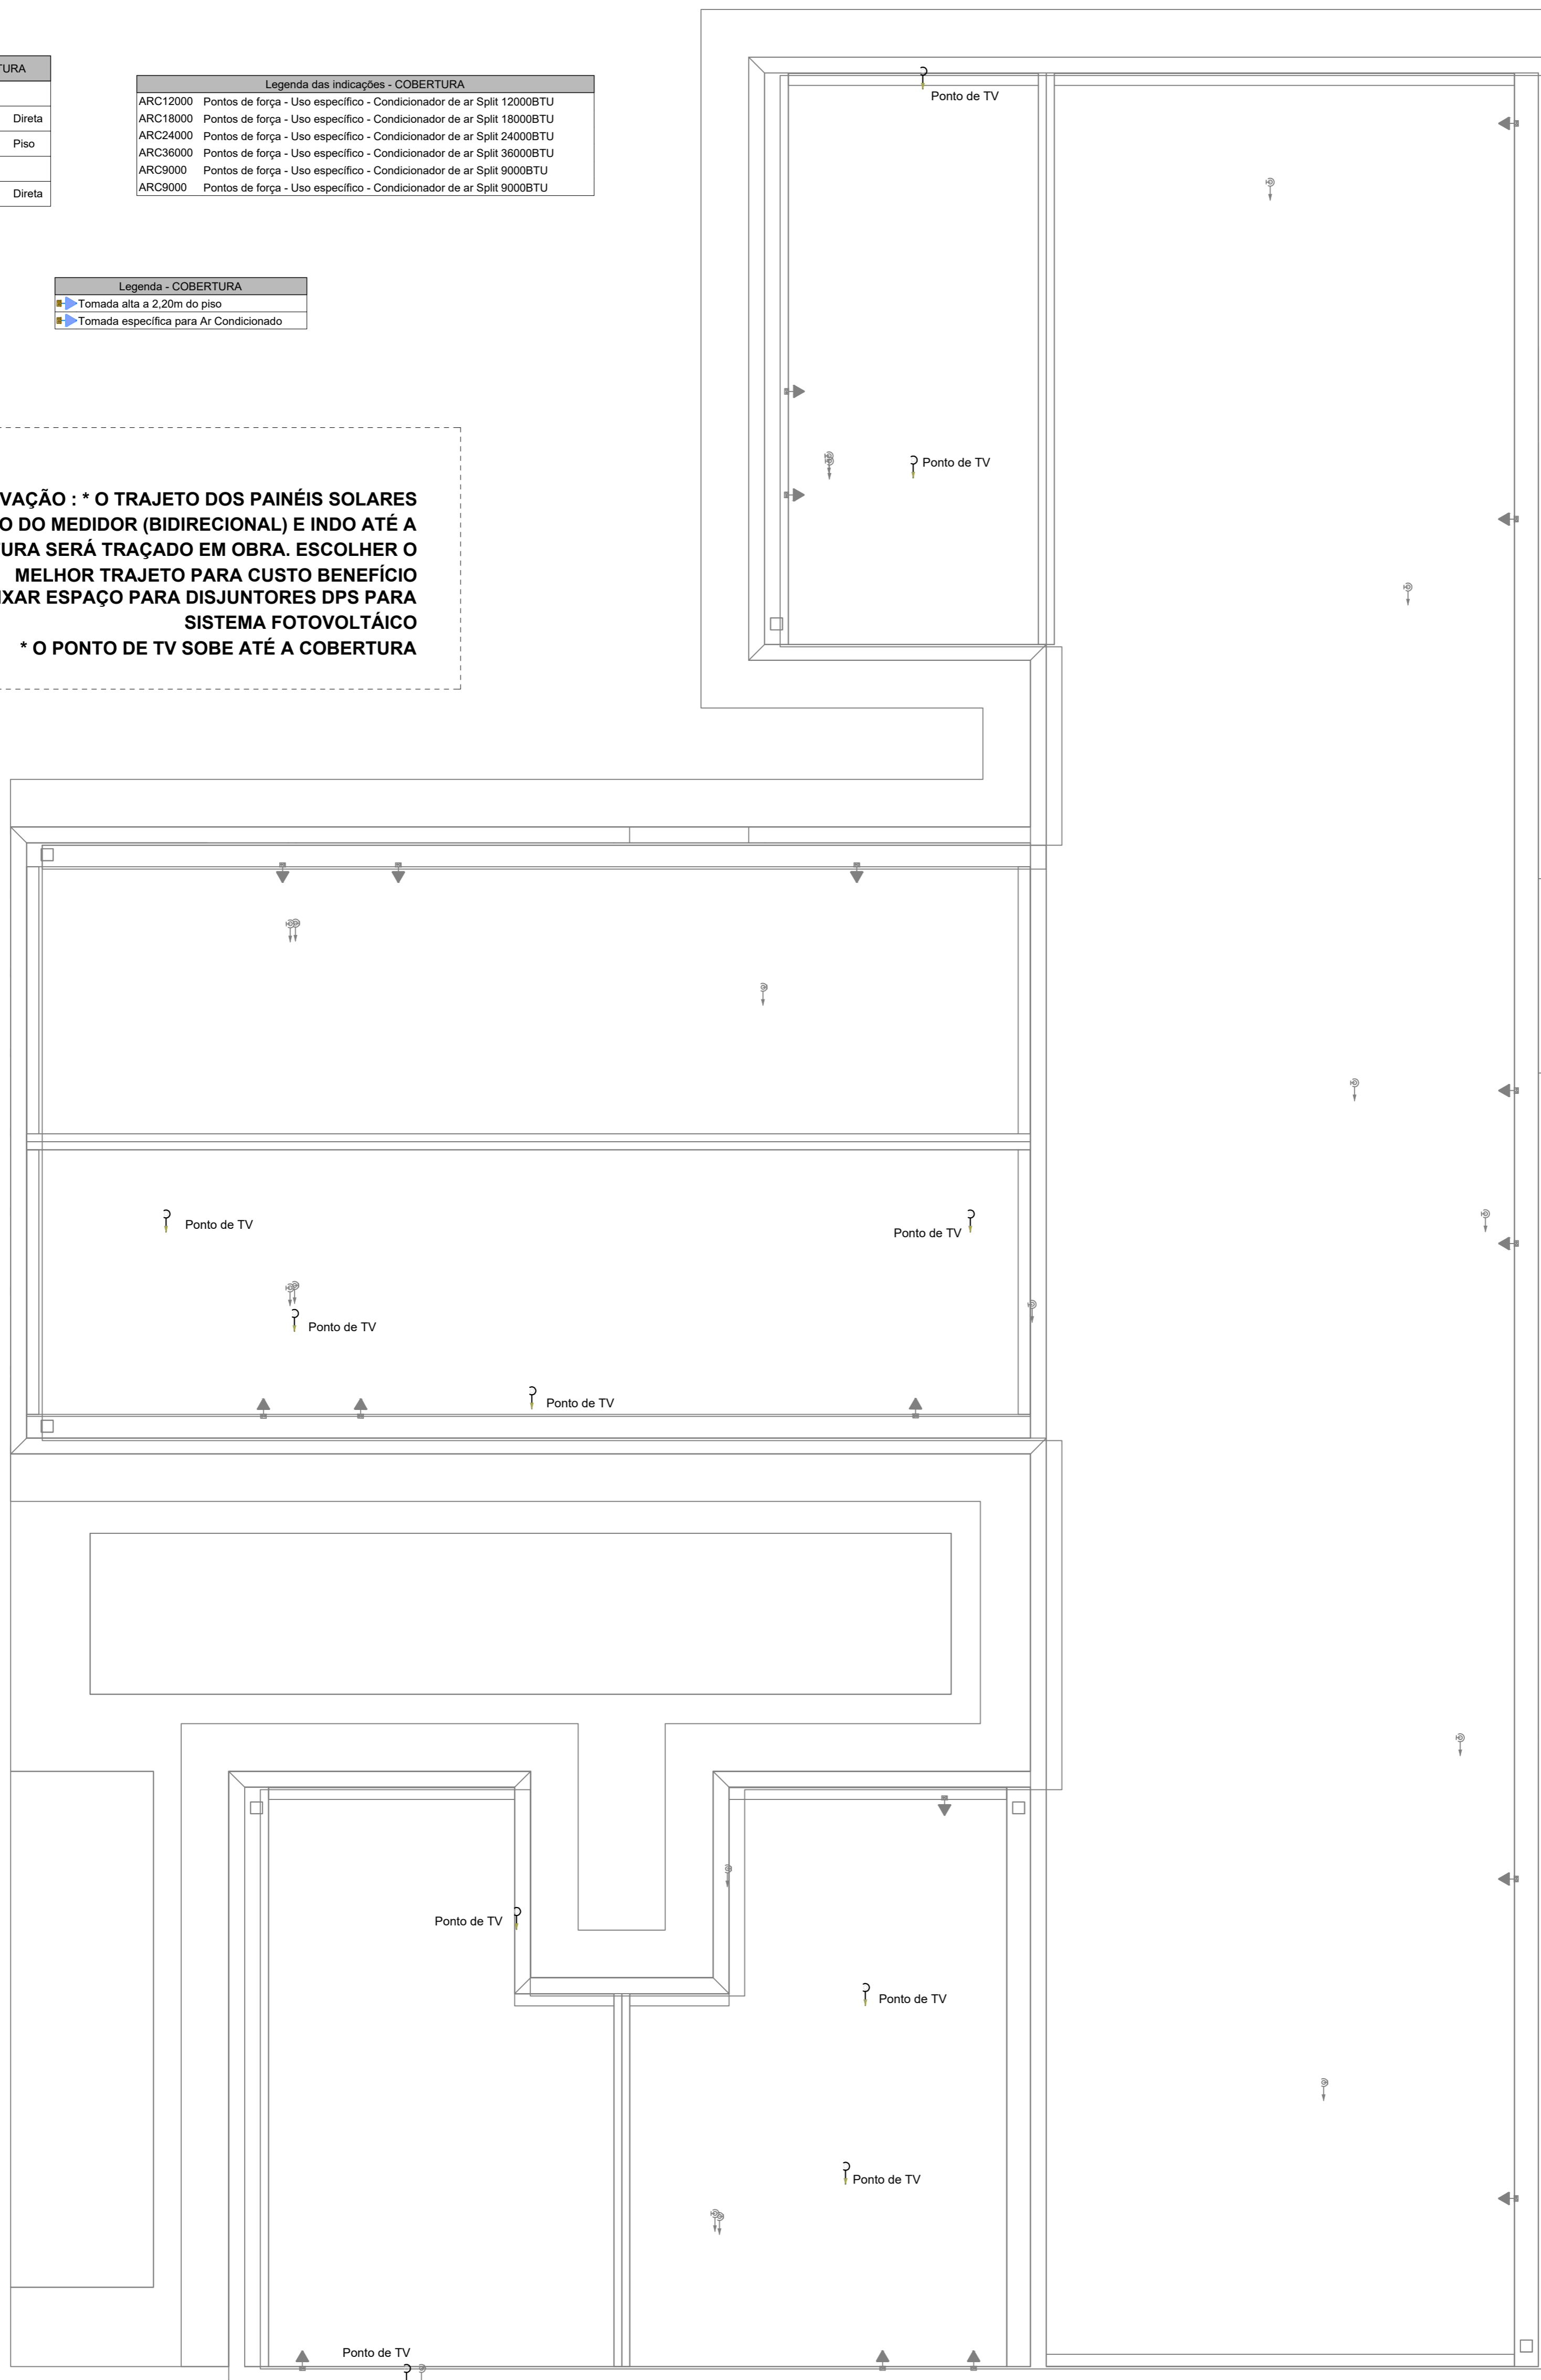 Direta
Piso
Direta
Legenda das indicações - COBERTURA
ARC12000 Pontos de força - Uso específico - Condicionador de ar Split 12000BTU
ARC18000 Pontos de força - Uso específico - Condicionador de ar Split 18000BTU
ARC24000 Pontos de força - Uso específico - Condicionador de ar Split 24000BTU
ARC36000 Pontos de força - Uso específico - Condicionador de ar Split 36000BTU
ARC9000 Pontos de força - Uso específico - Condicionador de ar Split 9000BTU
ARC9000 Pontos de força - Uso específico - Condicionador de ar Split 9000BTU
Legenda - COBERTURA
Tomada alta a 2,20m do piso
Tomada específica para Ar Condicionado
VAÇÃO : * O TRAJETO DOS PAINÉIS SOLARES
O DO MEDIDOR (BIDIRECIONAL) E INDO ATÉ A
URA SERÁ TRAÇADO EM OBRA. ESCOLHER O
MELHOR TRAJETO PARA CUSTO BENEFÍCIO
XAR ESPAÇO PARA DISJUNTORES DPS PARA
SISTEMA FOTOVOLTÁICO
* O PONTO DE TV SOBE ATÉ A COBERTURA
Ponto de TV
Ponto de TV
Ponto de TV
Ponto de TV
Ponto de TV
Ponto de TV
Ponto de TV
Ponto de TV
Ponto de TV
Ponto de TV